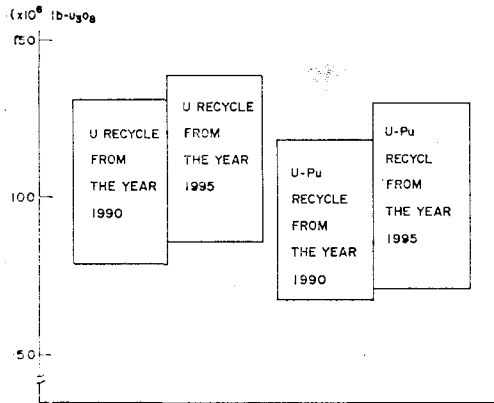 (x10⁶ lb-U₃O₈
150
100
50
U RECYCLE
FROM
THE YEAR
1990
U RECYCLE
FROM
THE YEAR
1995
U-Pu
RECYCLE
FROM
THE YEAR
1990
U-Pu
RECYCL
FROM
THE YEAR
1995